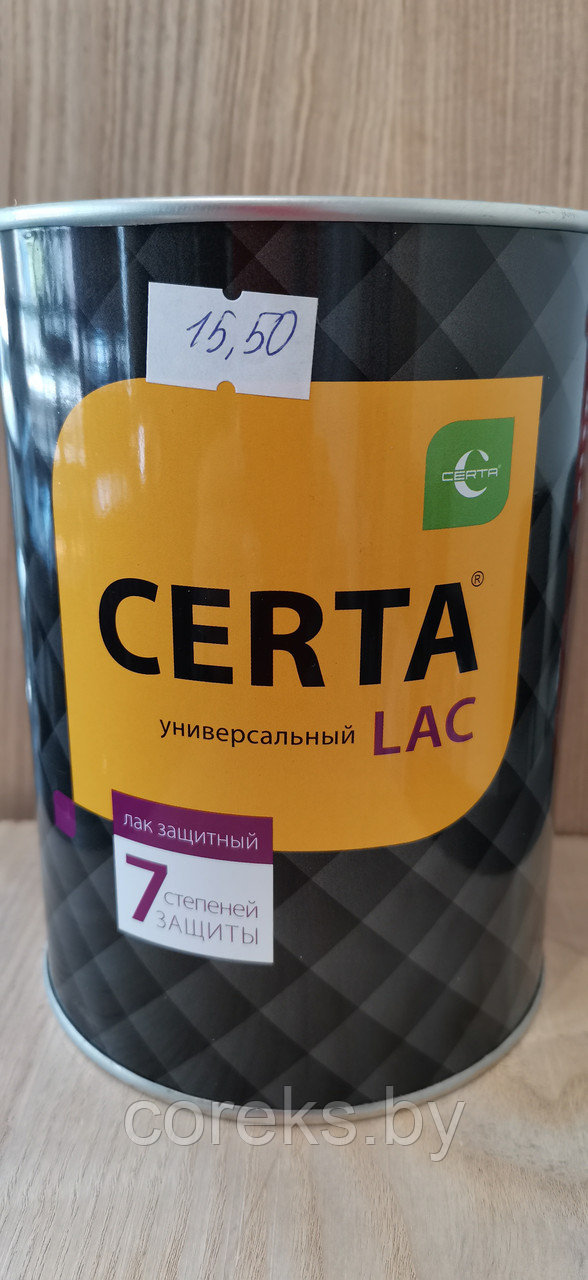 15,50
CERTA®
CERTA®
универсальный LAC
лак защитный
7 степеней
ЗАЩИТЫ
coreks.by